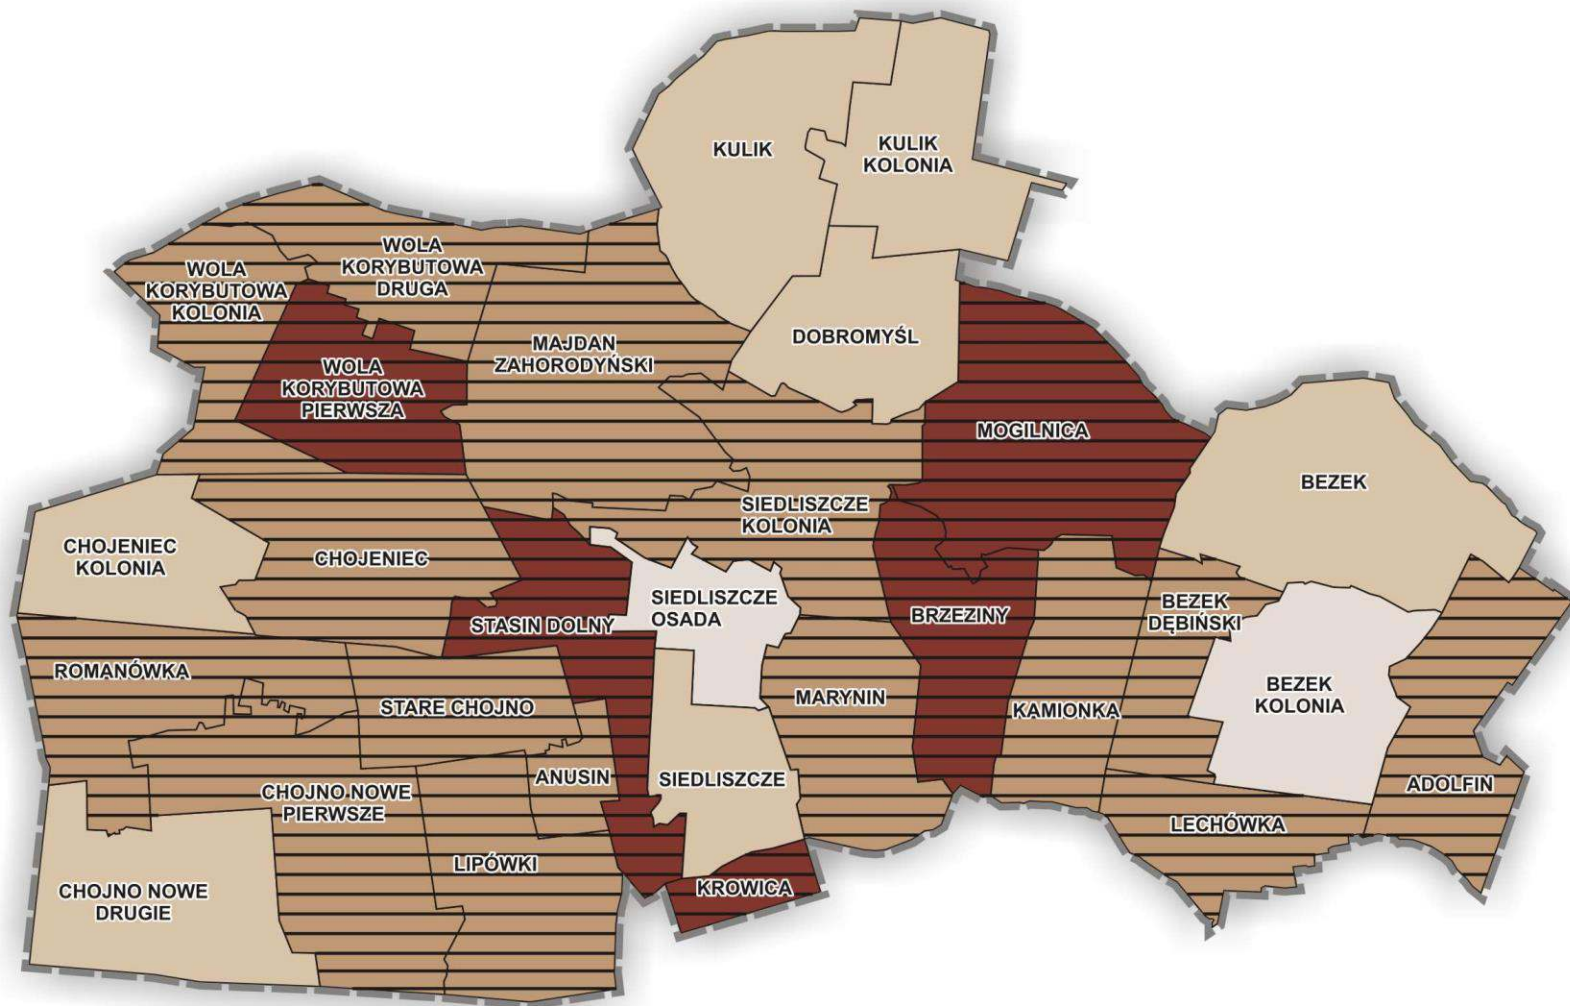 KULIK
KULIK
KOLONIA
WOLA
KORYBUTOWA
DRUGA
WOLA
KORYBUTOWA
KOLONIA
DOBROMYŚL
MAJDAN
ZAHORODYŃSKI
WOLA
KORYBUTOWA
PIERWSZA
MOGILNICA
BEZEK
SIEDLISZCZE
KOLONIA
CHOJENIEC
KOLONIA
CHOJENIEC
SIEDLISZCZE
OSADA
STASIN DOLNY
BRZEZINY
BEZEK
DĘBIŃSKI
ROMANÓWKA
STARE CHOJNO
MARYNIN
KAMIONKA
BEZEK
KOLONIA
ANUSIN
SIEDLISZCZE
ADOLFIN
CHOJNO NOWE
PIERWSZE
LECHÓWKA
LIPÓWKI
KROWICA
CHOJNO NOWE
DRUGIE